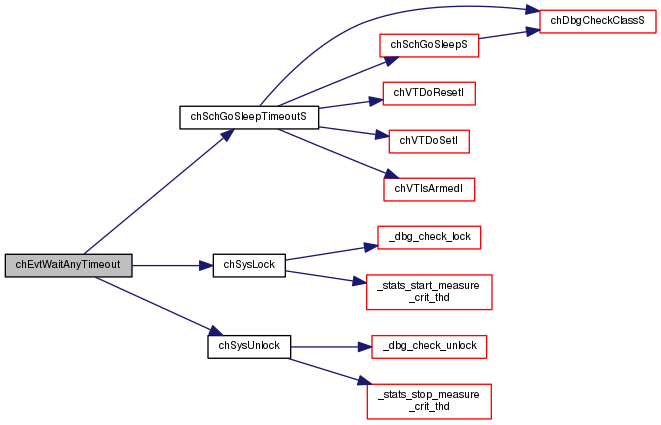 chDbgCheckClassS
chSchGoSleepS
chVTDoResetI
chSchGoSleepTimeoutS
chVTDoSetI
chVTIsArmedI
_dbg_check_lock
chEvtWaitAnyTimeout
chSysLock
_stats_start_measure
_crit_thd
chSysUnlock
_dbg_check_unlock
_stats_stop_measure
_crit_thd